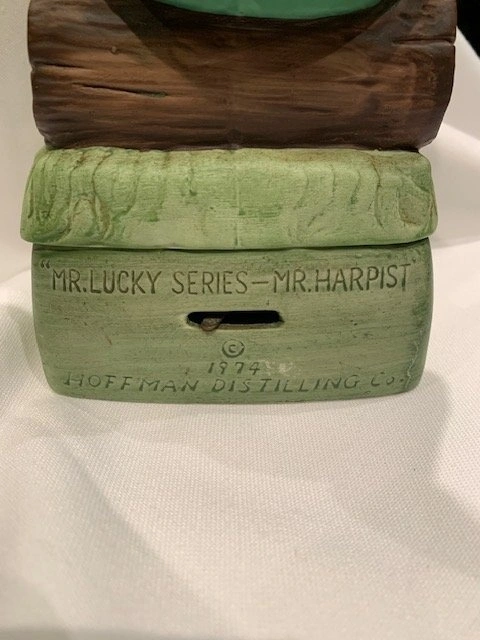 "MR.LUCKY SERIES—MR.HARPIST"
©
1974
HOFFMAN DISTILLING Co.